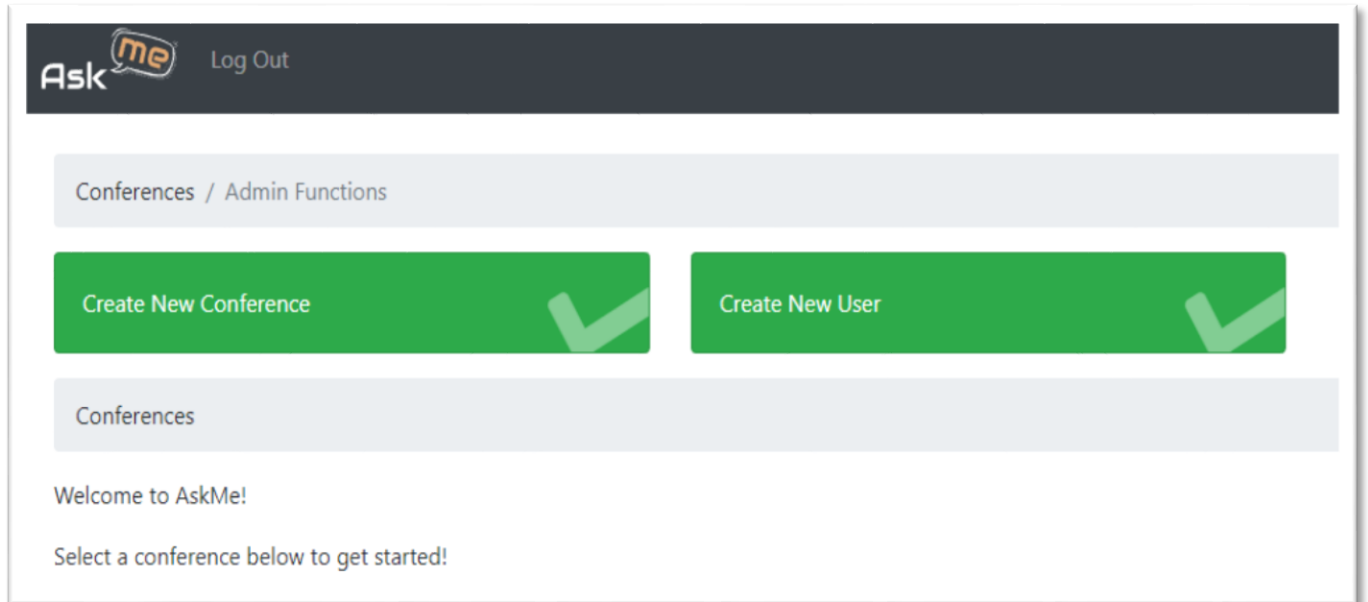 Ask me Log Out
Conferences / Admin Functions
Create New Conference Create New User
Conferences
Welcome to AskMe!
Select a conference below to get started!